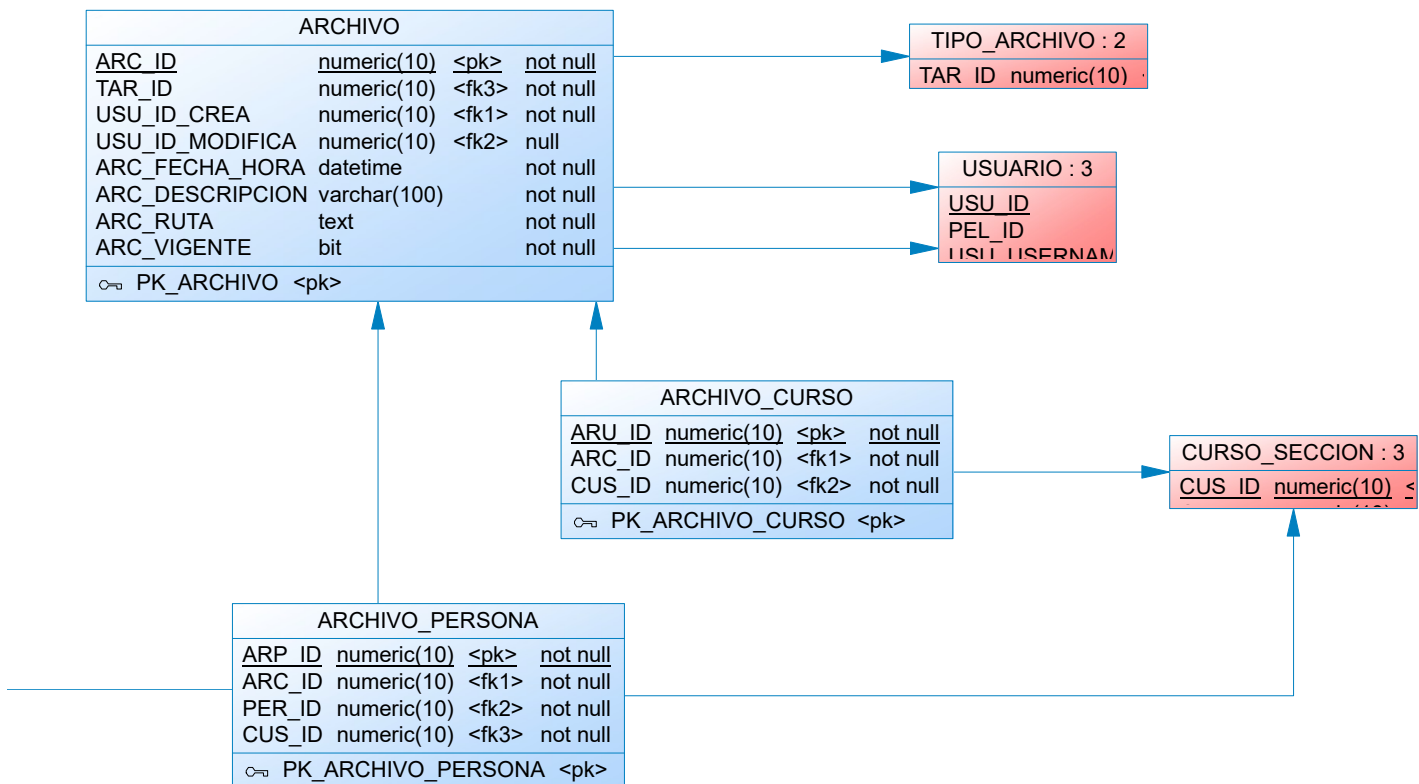 ARCHIVO
ARC_ID numeric(10) <pk> not null
TAR_ID numeric(10) <fk3> not null
USU_ID_CREA numeric(10) <fk1> not null
USU_ID_MODIFICA numeric(10) <fk2> null
ARC_FECHA_HORA datetime not null
ARC_DESCRIPCION varchar(100) not null
ARC_RUTA text not null
ARC_VIGENTE bit not null
PK_ARCHIVO <pk>
TIPO_ARCHIVO : 2
TAR_ID numeric(10)
USUARIO : 3
USU_ID
PEL_ID
USU_USERNAM
ARCHIVO_CURSO
ARU_ID numeric(10) <pk> not null
ARC_ID numeric(10) <fk1> not null
CUS_ID numeric(10) <fk2> not null
PK_ARCHIVO_CURSO <pk>
CURSO_SECCION : 3
CUS_ID numeric(10) <
ARCHIVO_PERSONA
ARP_ID numeric(10) <pk> not null
ARC_ID numeric(10) <fk1> not null
PER_ID numeric(10) <fk2> not null
CUS_ID numeric(10) <fk3> not null
PK_ARCHIVO_PERSONA <pk>